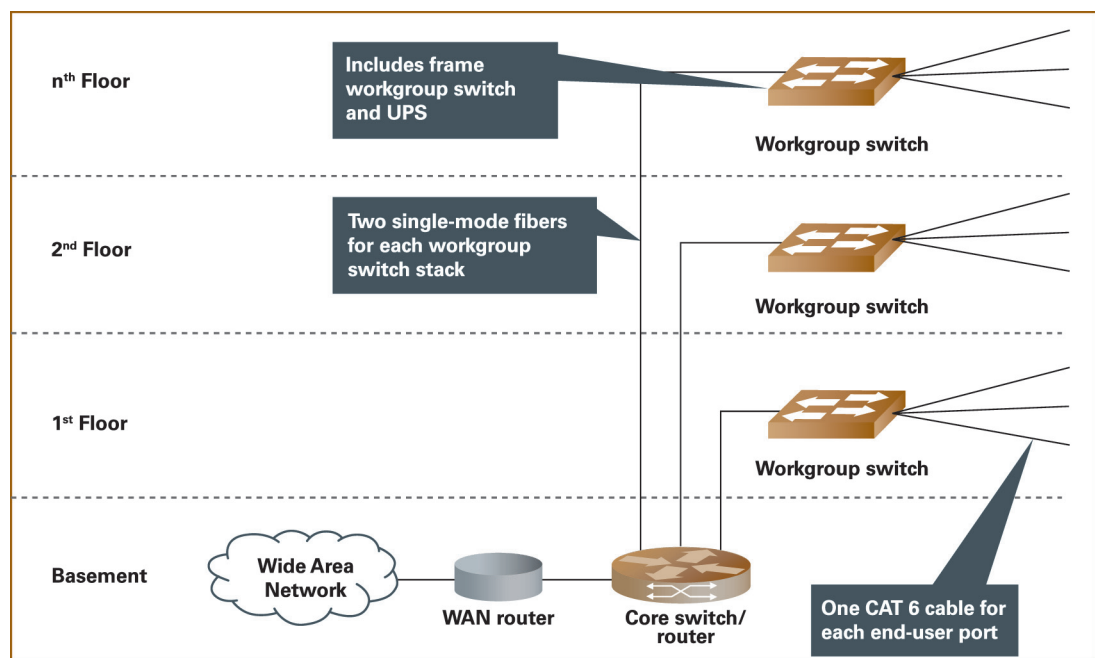 nth Floor
Includes frame
workgroup switch
and UPS
Workgroup switch
2nd Floor
Two single-mode fibers
for each workgroup
switch stack
Workgroup switch
1st Floor
Workgroup switch
Basement
Wide Area
Network
WAN router
Core switch/
router
One CAT 6 cable for
each end-user port